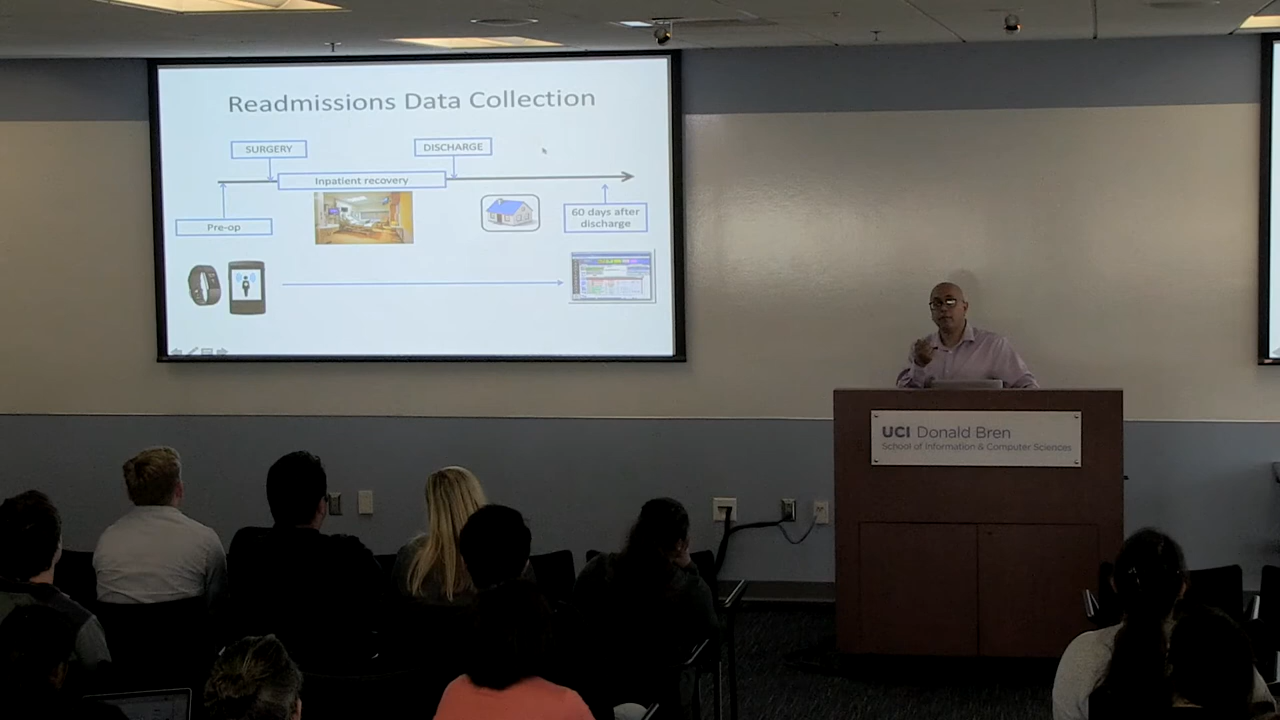 Readmissions Data Collection
SURGERY
DISCHARGE
Inpatient recovery
Pre-op
60 days after
discharge
UCI Donald Bren
School of Information & Computer Sciences